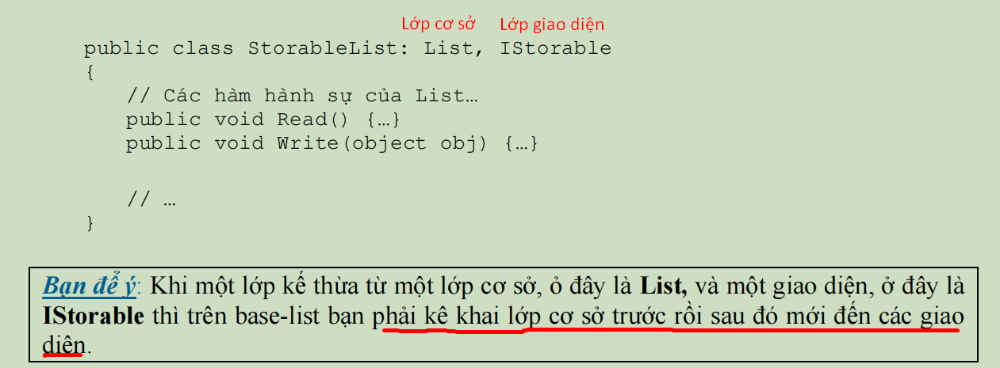 Lớp cơ sở Lớp giao diện
public class StorableList: List, IStorable
{
// Các hàm hành sự của List…
public void Read() {…}
public void Write(object obj) {…}
// …
}
Bạn để ý: Khi một lớp kế thừa từ một lớp cơ sở, ỏ đây là List, và một giao diện, ở đây là
IStorable thì trên base-list bạn phải kê khai lớp cơ sở trước rồi sau đó mới đến các giao
diện.